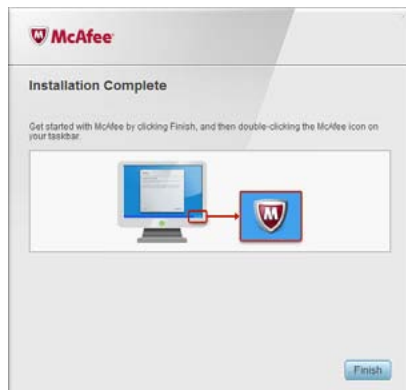 McAfee
Installation Complete
Get started with McAfee by clicking Finish, and then double-clicking the McAfee icon on
your taskbar.
Finish